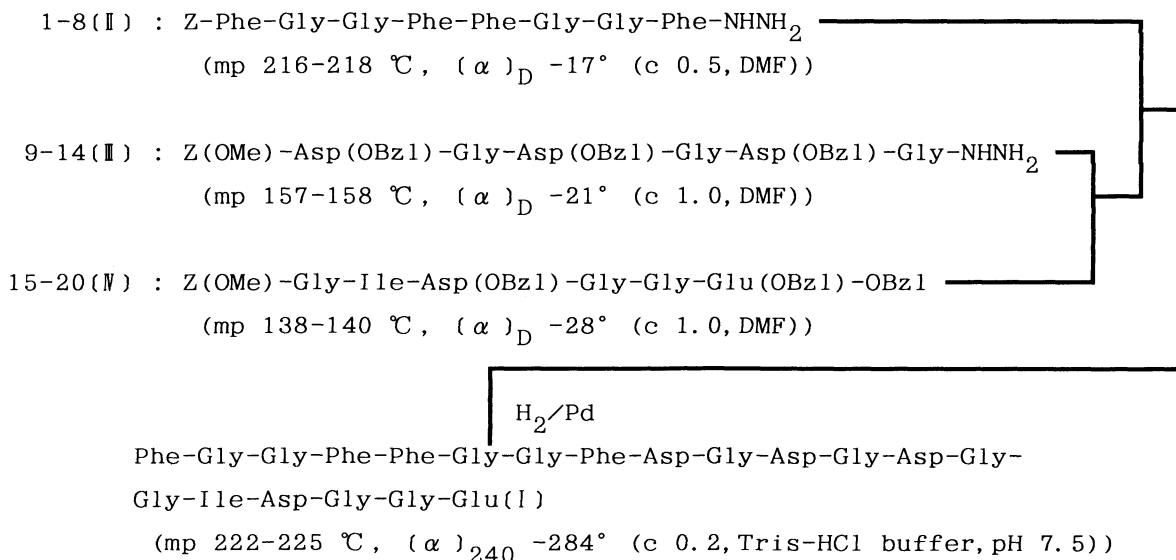 1-8(Ⅱ) : Z-Phe-Gly-Gly-Phe-Phe-Gly-Gly-Phe-NHNH2
(mp 216-218 ℃, (α)D -17° (c 0.5, DMF))
9-14(Ⅲ) : Z(OMe)-Asp(OBzl)-Gly-Asp(OBzl)-Gly-Asp(OBzl)-Gly-NHNH2
(mp 157-158 ℃, (α)D -21° (c 1.0, DMF))
15-20(Ⅳ) : Z(OMe)-Gly-Ile-Asp(OBzl)-Gly-Gly-Glu(OBzl)-OBzl
(mp 138-140 ℃, (α)D -28° (c 1.0, DMF))
H2/Pd
Phe-Gly-Gly-Phe-Phe-Gly-Gly-Phe-Asp-Gly-Asp-Gly-Asp-Gly-
Gly-Ile-Asp-Gly-Gly-Glu(Ⅰ)
(mp 222-225 ℃, (α)240 -284° (c 0.2, Tris-HCl buffer, pH 7.5))